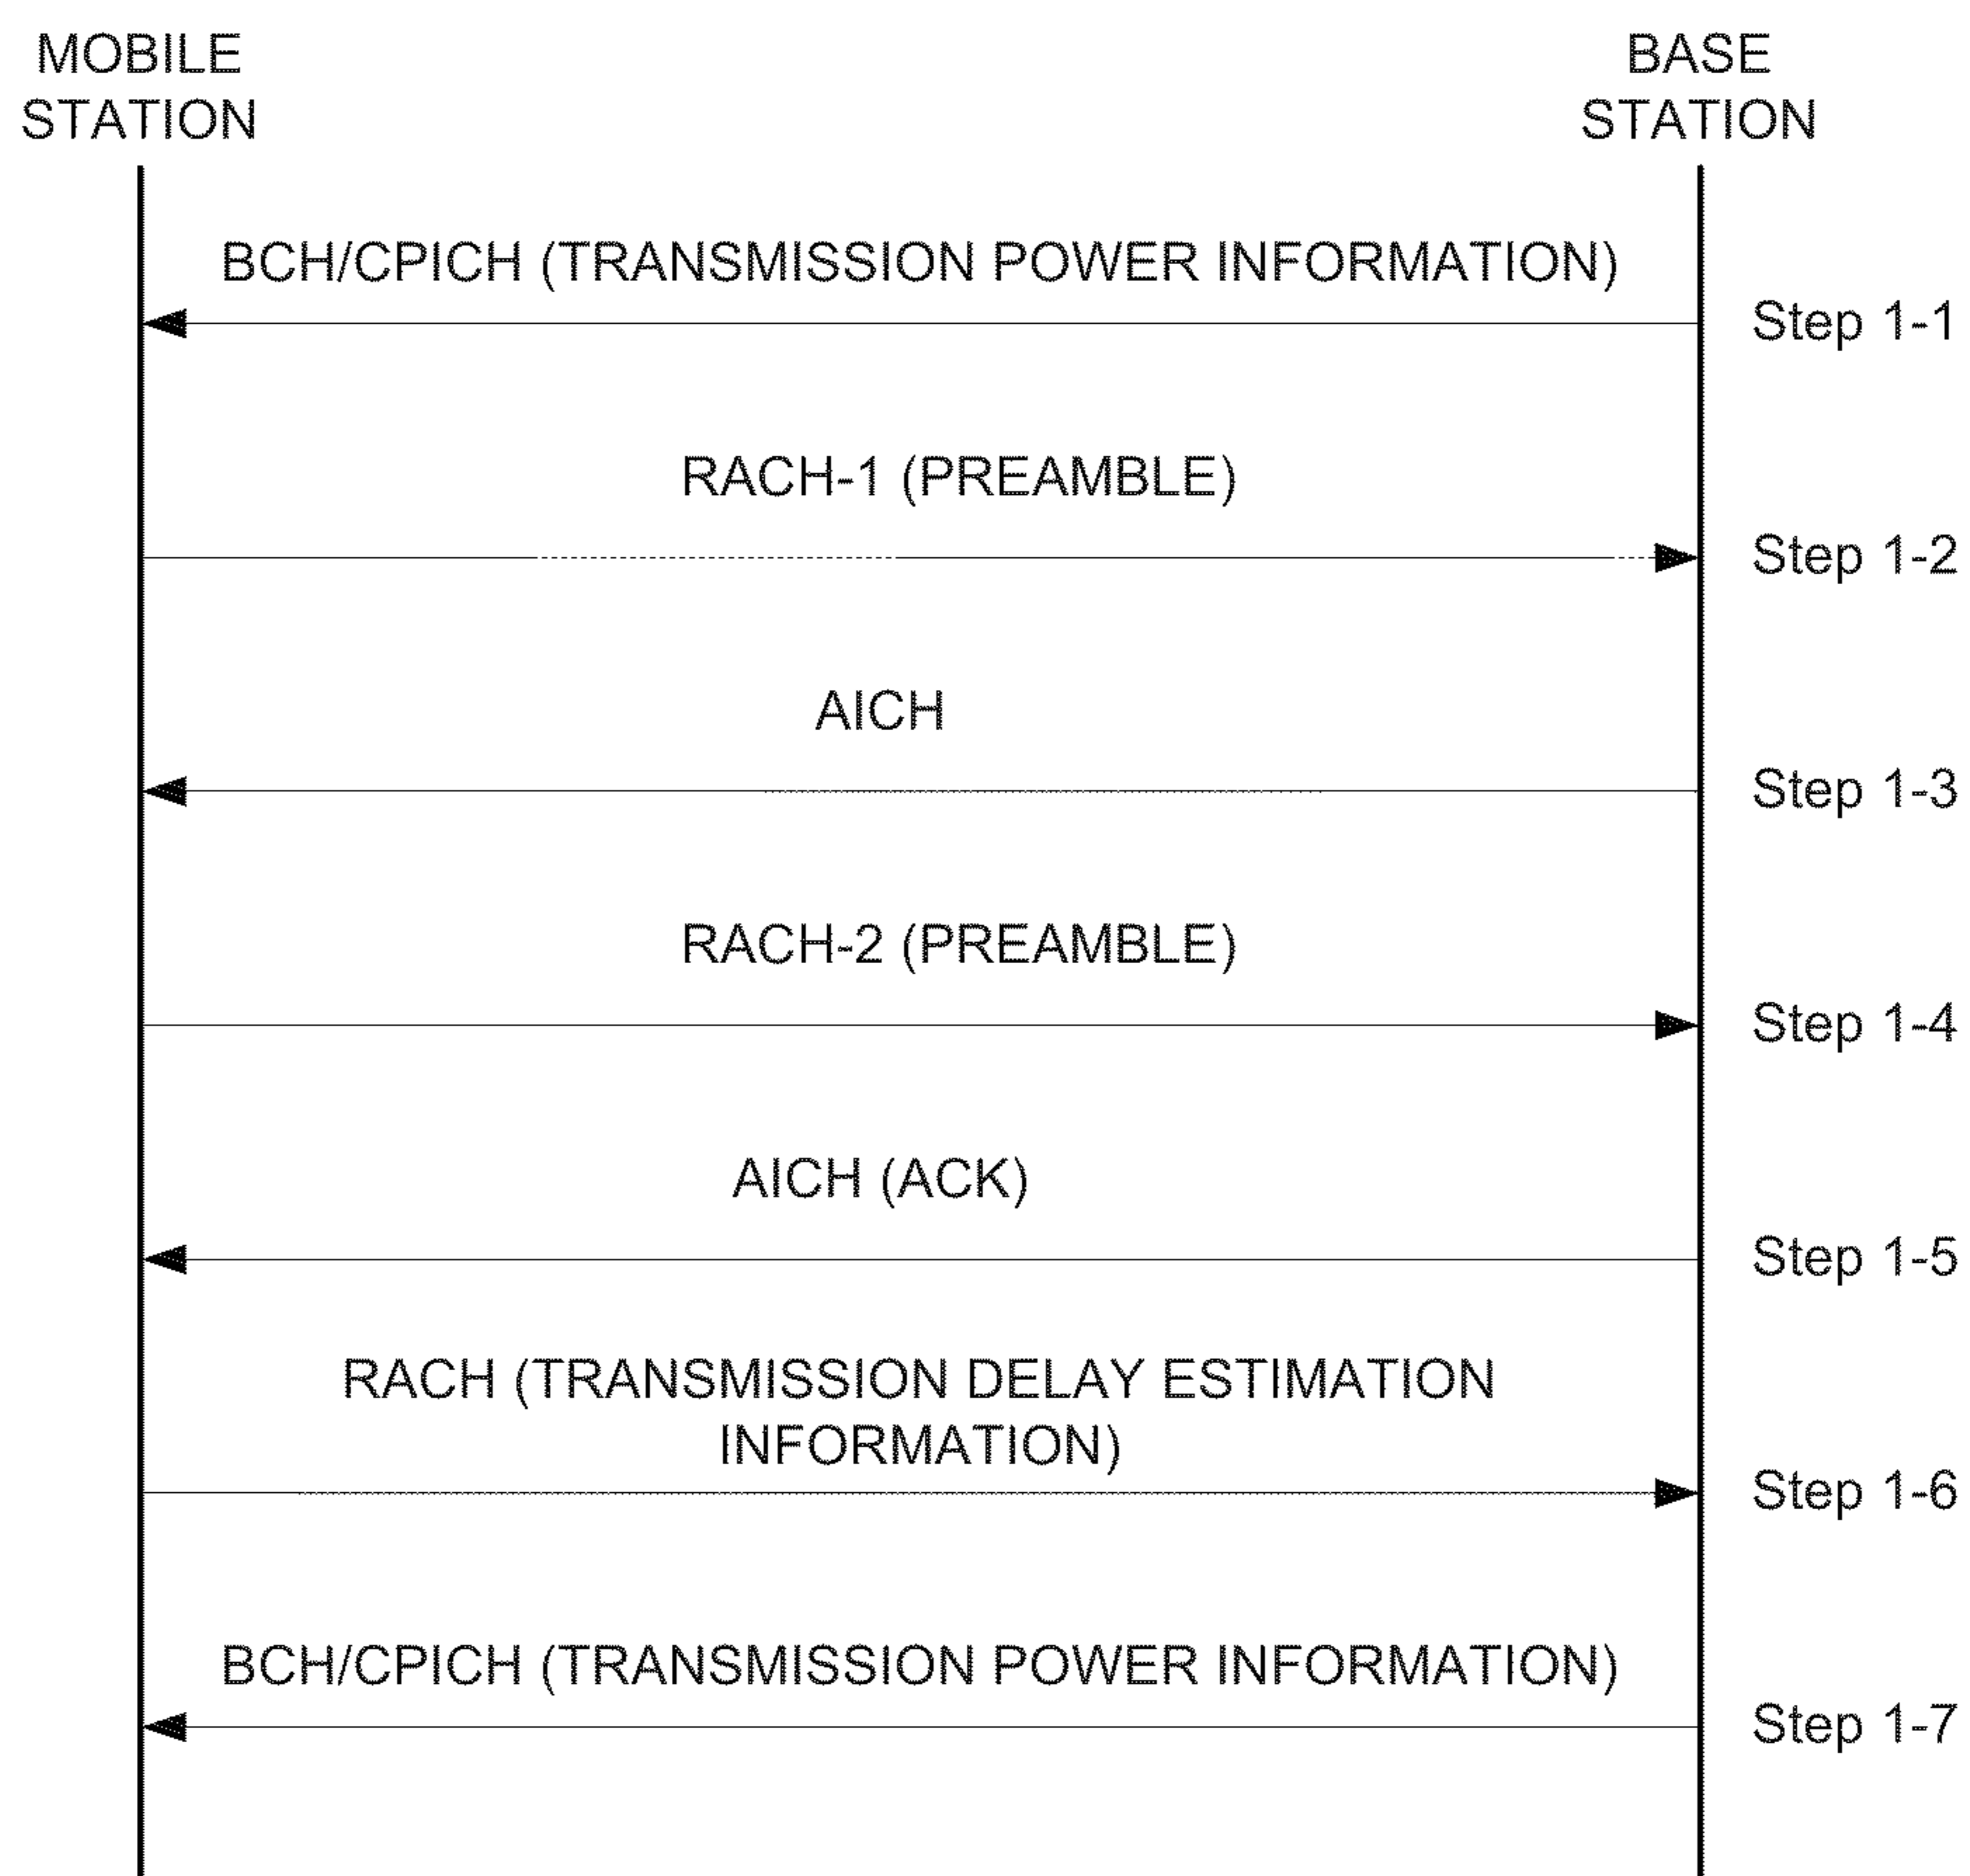 MOBILE
STATION
BASE
STATION
BCH/CPICH (TRANSMISSION POWER INFORMATION)
Step 1-1
RACH-1 (PREAMBLE)
Step 1-2
AICH
Step 1-3
RACH-2 (PREAMBLE)
Step 1-4
AICH (ACK)
Step 1-5
RACH (TRANSMISSION DELAY ESTIMATION
INFORMATION)
Step 1-6
BCH/CPICH (TRANSMISSION POWER INFORMATION)
Step 1-7